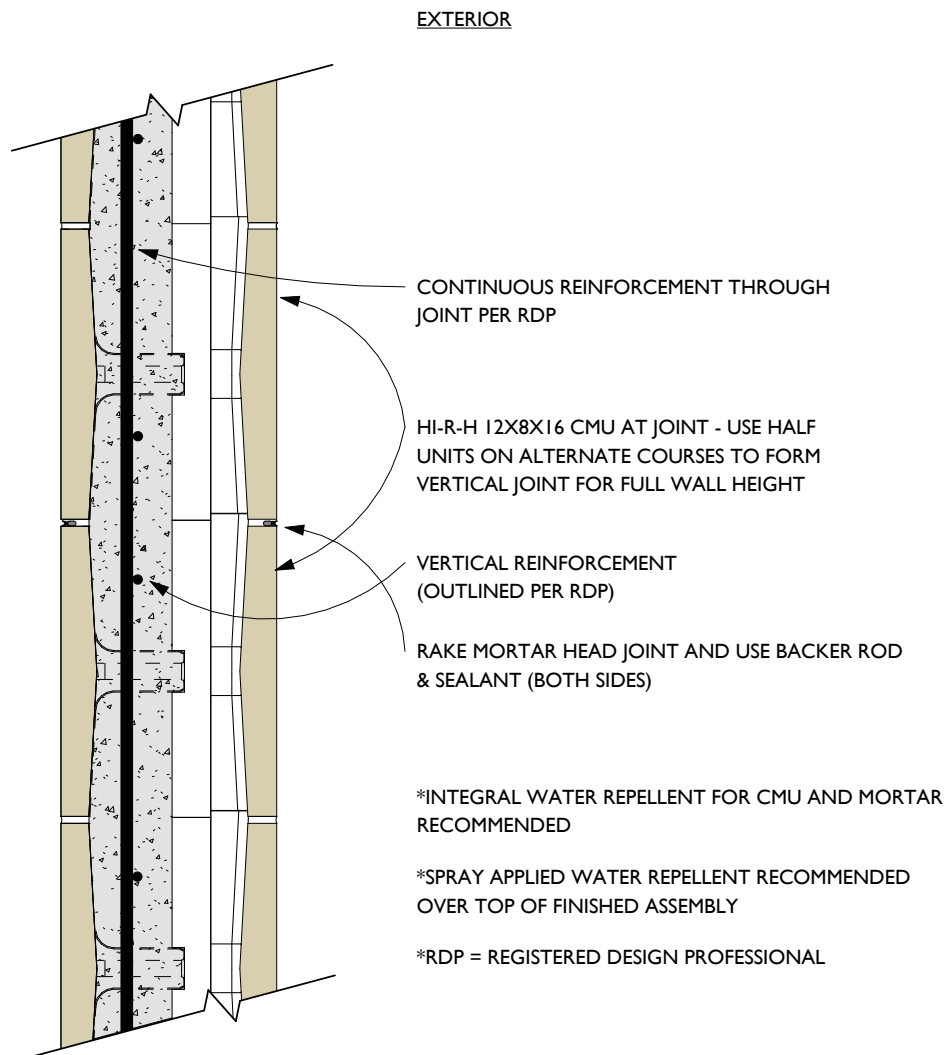 EXTERIOR
CONTINUOUS REINFORCEMENT THROUGH
JOINT PER RDP
HI-R-H 12X8X16 CMU AT JOINT - USE HALF
UNITS ON ALTERNATE COURSES TO FORM
VERTICAL JOINT FOR FULL WALL HEIGHT
VERTICAL REINFORCEMENT
(OUTLINED PER RDP)
RAKE MORTAR HEAD JOINT AND USE BACKER ROD
& SEALANT (BOTH SIDES)
*INTEGRAL WATER REPELLENT FOR CMU AND MORTAR
RECOMMENDED
*SPRAY APPLIED WATER REPELLENT RECOMMENDED
OVER TOP OF FINISHED ASSEMBLY
*RDP = REGISTERED DESIGN PROFESSIONAL